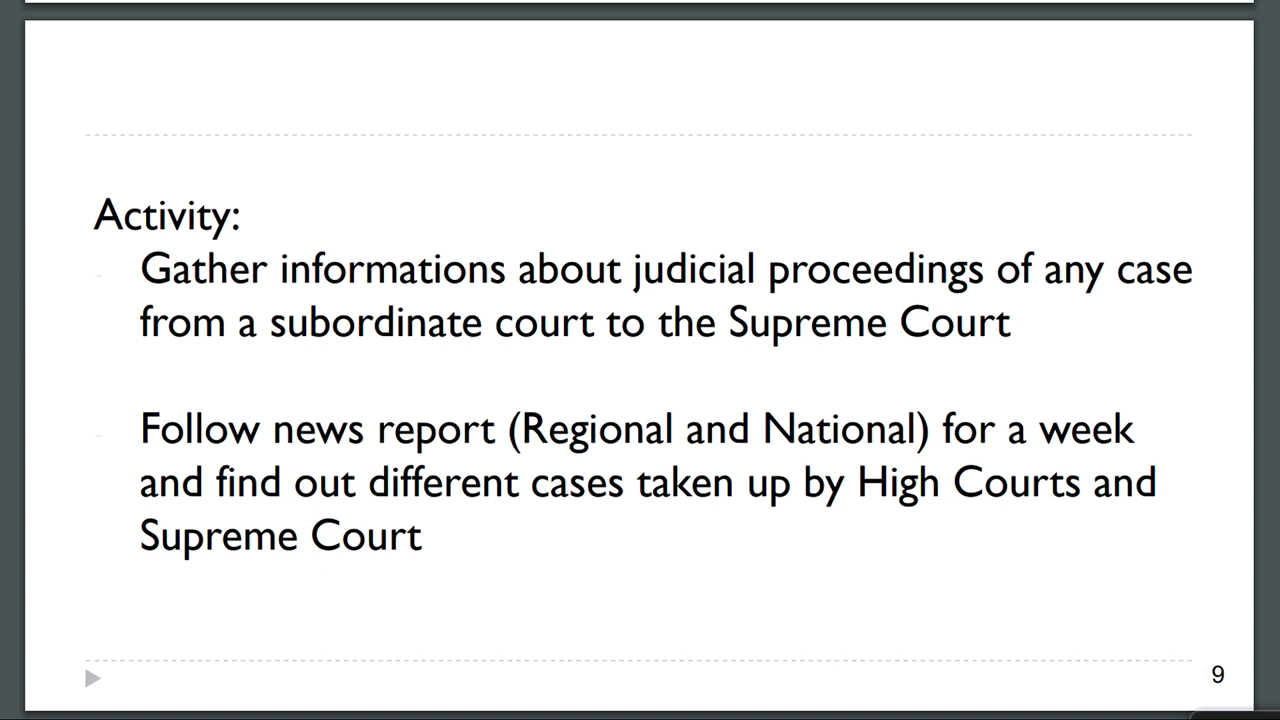 Activity:
- Gather informations about judicial proceedings of any case
from a subordinate court to the Supreme Court
- Follow news report (Regional and National) for a week
and find out different cases taken up by High Courts and
Supreme Court
9